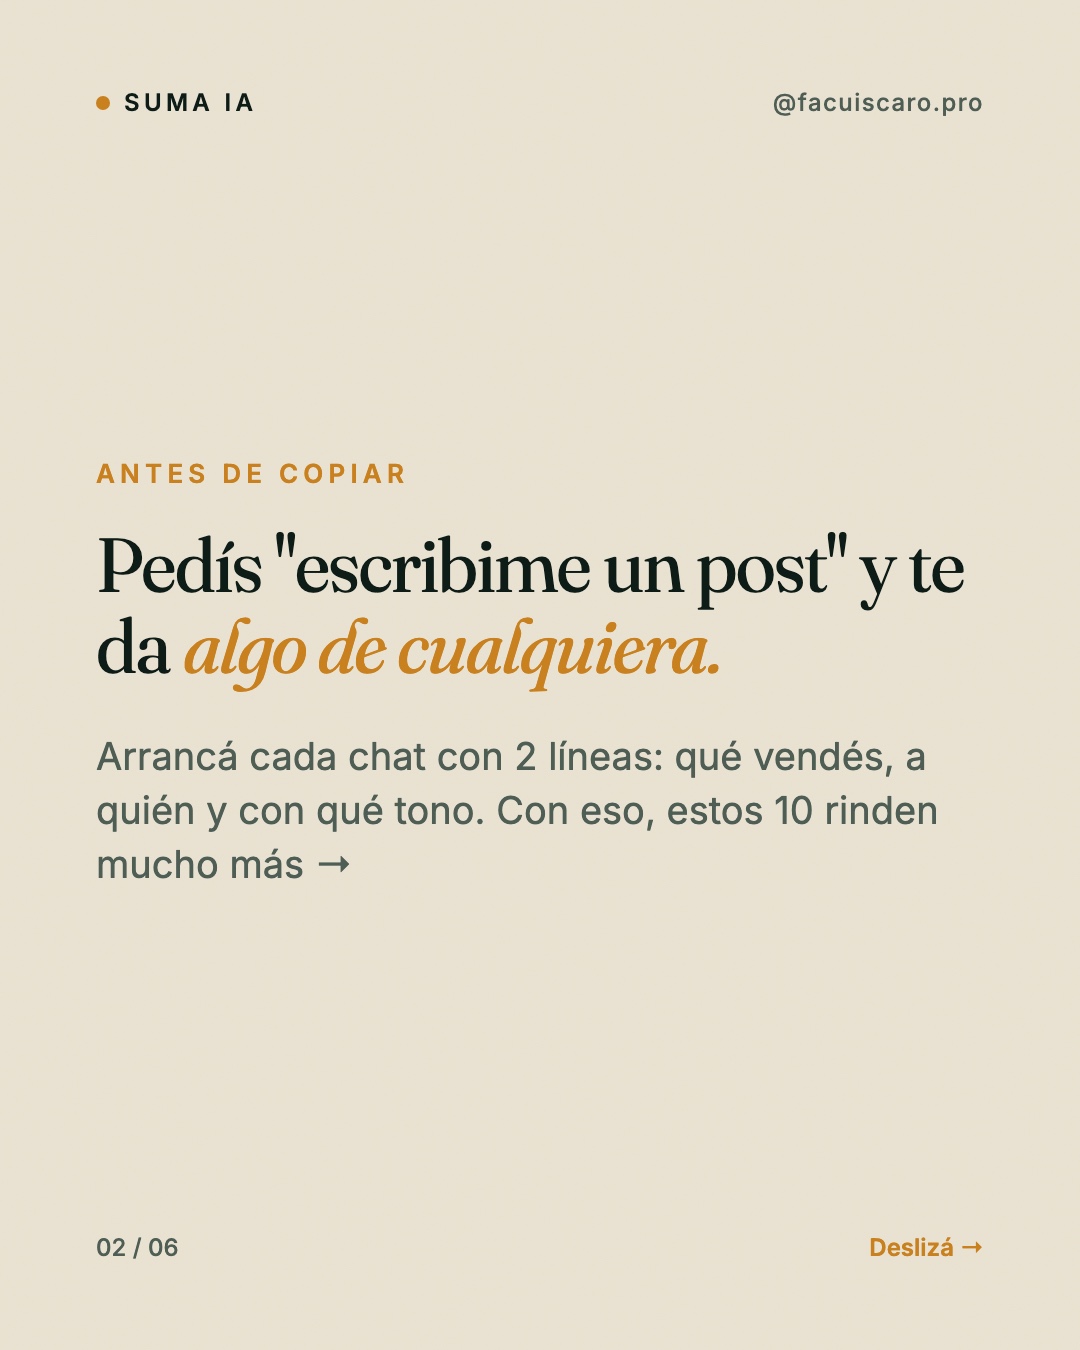 SUMA IA
@facuiscaro.pro
ANTES DE COPIAR
Pedís "escribime un post" y te
da algo de cualquiera.
Arrancá cada chat con 2 líneas: qué vendés, a
quién y con qué tono. Con eso, estos 10 rinden
mucho más →
02 / 06
Deslizá →